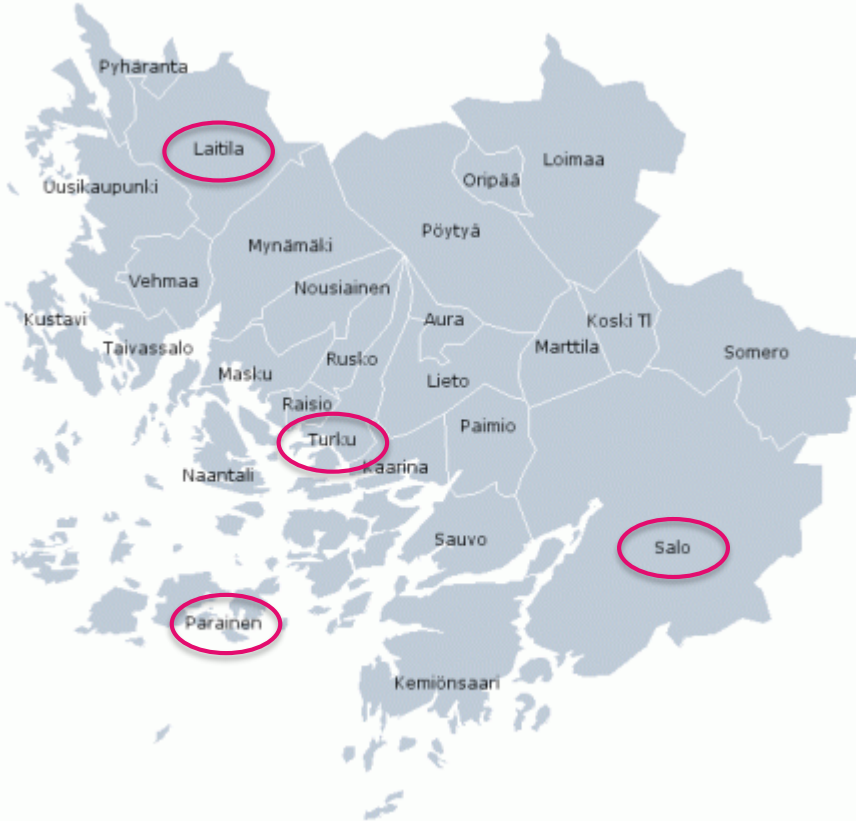 Pyhäranta
Laitila
Loimaa
Oripää
Uusikaupunki
Pöytyä
Mynämäki
Vehmaa
Nousiainen
Kustavi
Aura
Koski Tl
Taivassalo
Marttila
Somero
Rusko
Masku
Lieto
Raisio
Paimio
Turku
Kaarina
Naantali
Sauvo
Salo
Parainen
Kemiönsaari